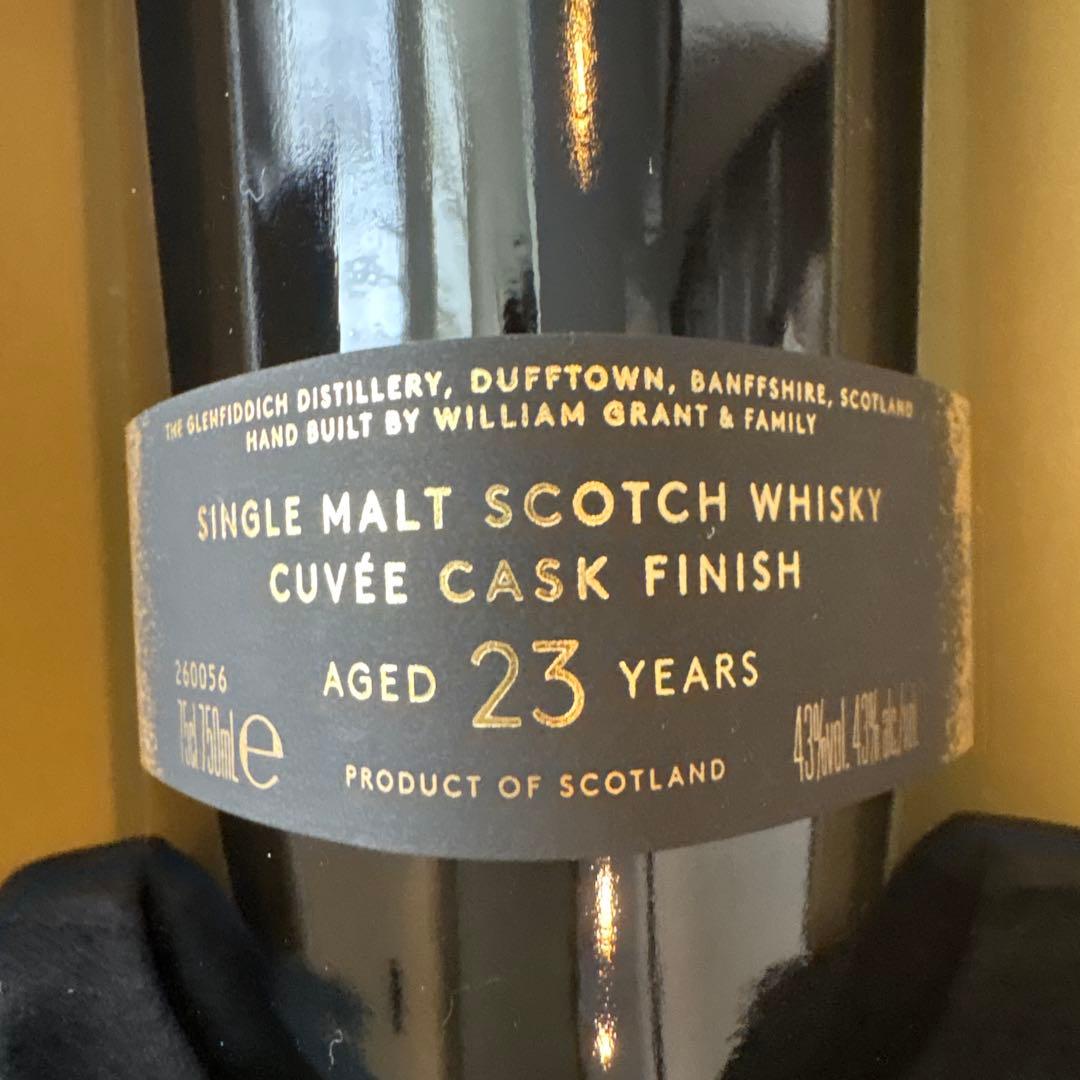 THE GLENFIDDICH DISTILLERY, DUFFTOWN, BANFFSHIRE, SCOTLAND
HAND BUILT BY WILLIAM GRANT & FAMILY
SINGLE MALT SCOTCH WHISKY
CUVÉE CASK FINISH
AGED 23 YEARS
260056
75cl 750ml e
43%vol. 43% alc./vol.
PRODUCT OF SCOTLAND